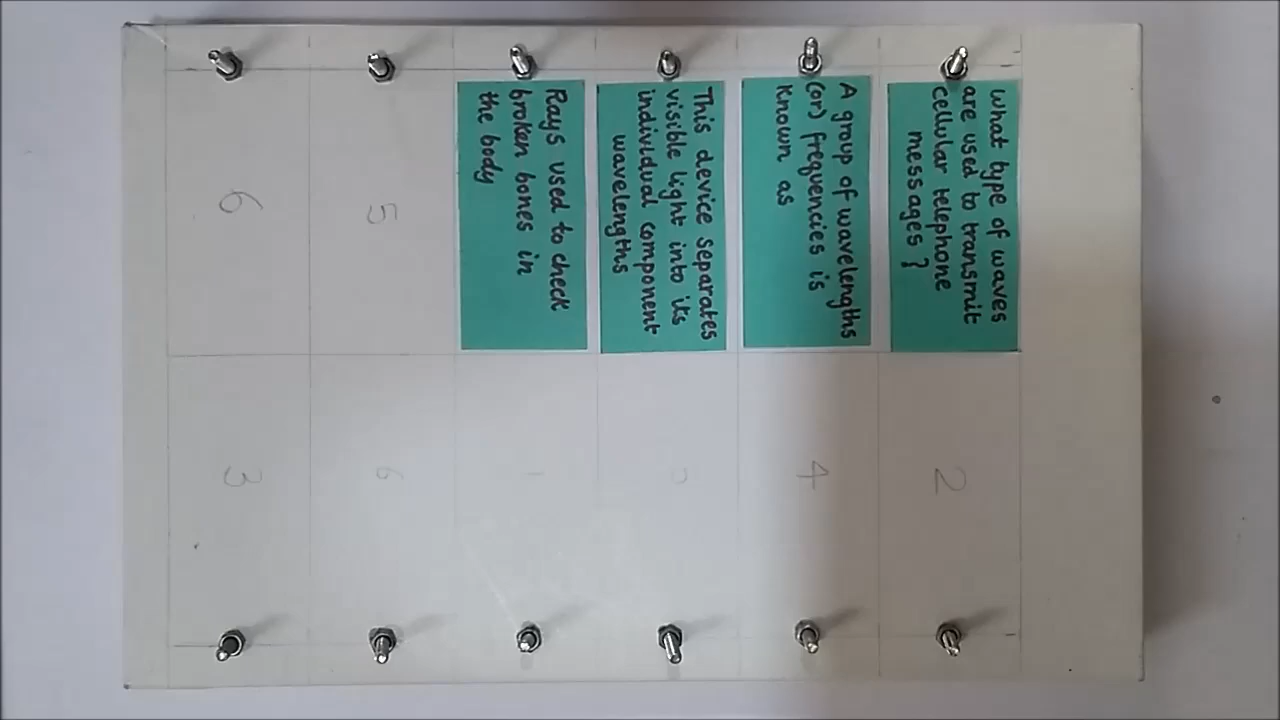 What type of waves
are used to transmit
cellular telephone
messages ?
2
A group of wavelengths
(or) frequencies is
known as
4
This device separates
visible light into its
individual component
wavelengths
Rays used to check
broken bones in
the body
1
5
6
6
3